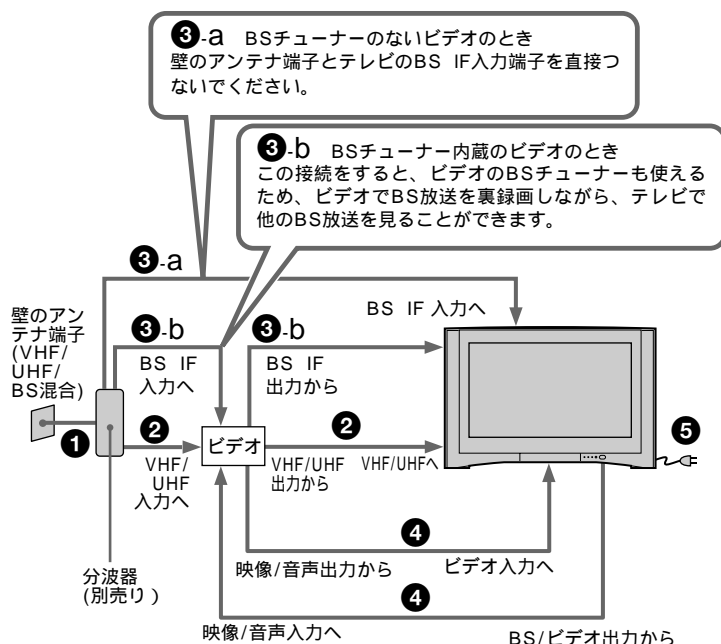 ❸-a BSチューナーのないビデオのとき
壁のアンテナ端子とテレビのBS IF入力端子を直接つ
ないでください。
❸-b BSチューナー内蔵のビデオのとき
この接続をすると、ビデオのBSチューナーも使える
ため、ビデオでBS放送を裏録画しながら、テレビで
他のBS放送を見ることができます。
❸-a
BS IF 入力へ
壁のアン
テナ端子
(VHF/
UHF/
BS混合)
❸-b
BS IF
入力へ
❸-b
BS IF
出力から
❶
❷
VHF/
UHF
入力へ
ビデオ
❷
VHF/UHF
出力から
VHF/UHFへ
❺
❹
映像/音声出力から
ビデオ入力へ
分波器
(別売り)
❹
映像/音声入力へ
BS/ビデオ出力から